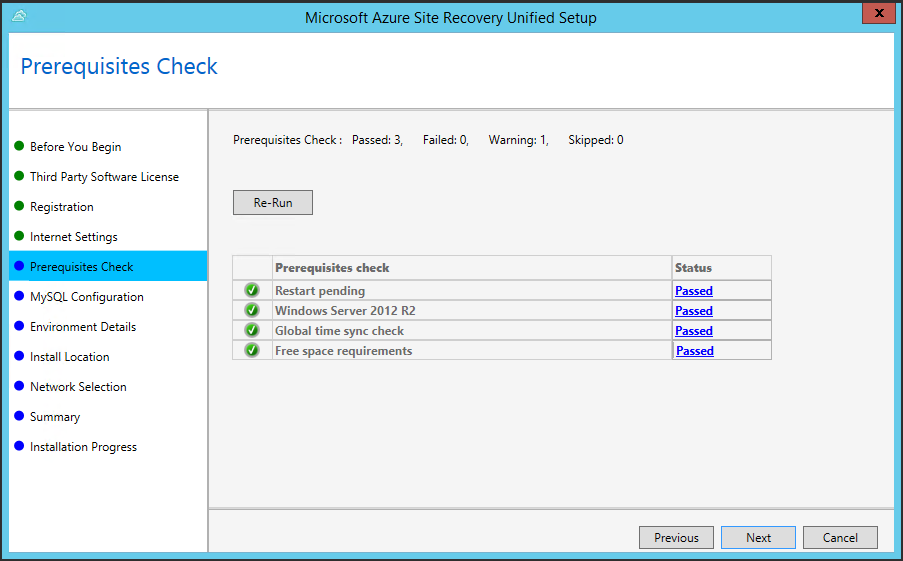 Microsoft Azure Site Recovery Unified Setup
x
Prerequisites Check
Before You Begin
Third Party Software License
Registration
Internet Settings
Prerequisites Check
MySQL Configuration
Environment Details
Install Location
Network Selection
Summary
Installation Progress
Prerequisites Check : Passed: 3, Failed: 0, Warning: 1, Skipped: 0
Re-Run
Prerequisites check Status
Restart pending Passed
Windows Server 2012 R2 Passed
Global time sync check Passed
Free space requirements Passed
Previous Next Cancel